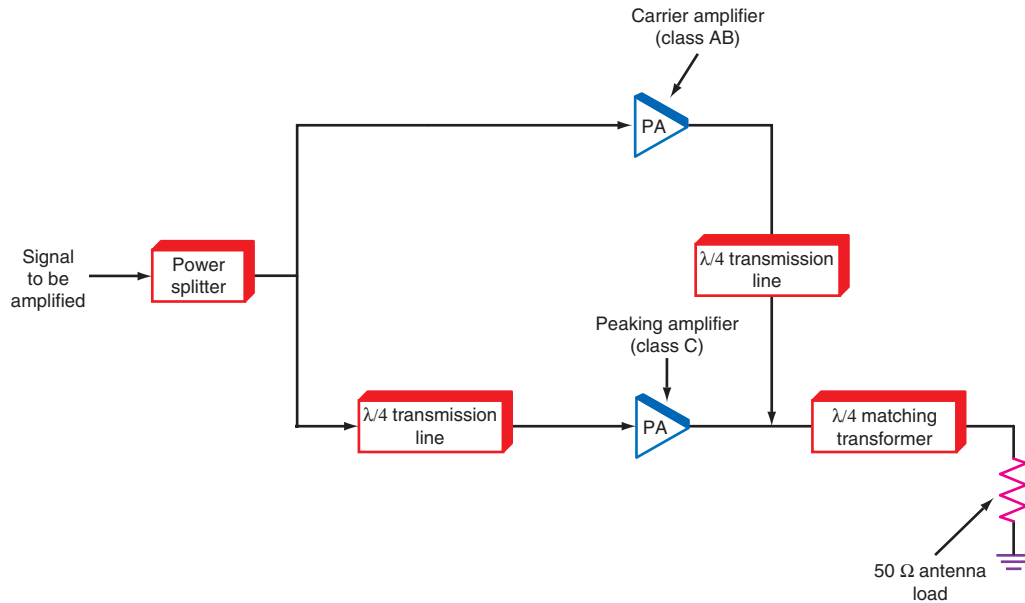 Carrier amplifier
(class AB)
PA
Signal
to be
amplified
Power
splitter
λ/4 transmission
line
Peaking amplifier
(class C)
λ/4 transmission
line
PA
λ/4 matching
transformer
50 Ω antenna
load